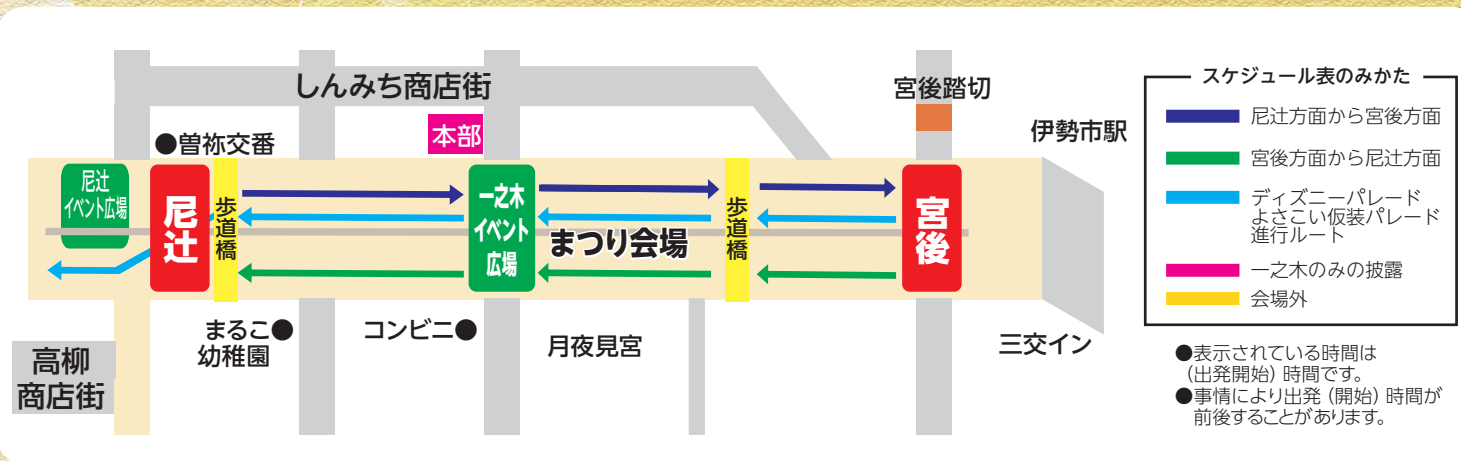 しんみち商店街
宮後踏切
伊勢市駅
本部
●曽祢交番
尼辻
イベント広場
尼辻
歩道橋
一之木
イベント
広場
まつり会場
歩道橋
宮後
まるこ●
幼稚園
コンビニ●
月夜見宮
三交イン
高柳
商店街
スケジュール表のみかた
尼辻方面から宮後方面
宮後方面から尼辻方面
ディズニーパレード
よさこい仮装パレード
進行ルート
一之木のみの披露
会場外
●表示されている時間は
(出発開始) 時間です。
●事情により出発 (開始) 時間が
前後することがあります。